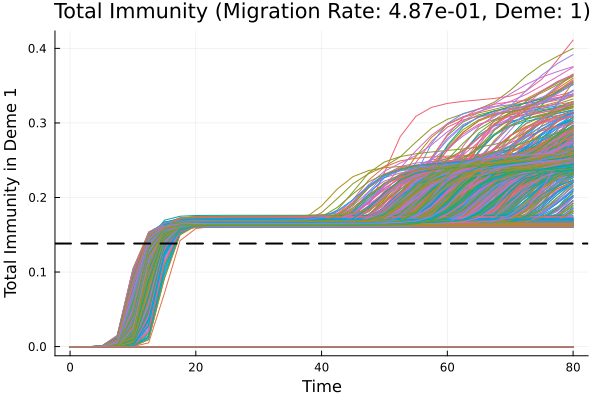 Total Immunity (Migration Rate: 4.87e-01, Deme: 1)
Total Immunity in Deme 1
0.4
0.3
0.2
0.1
0.0
0 20 40 60 80
Time